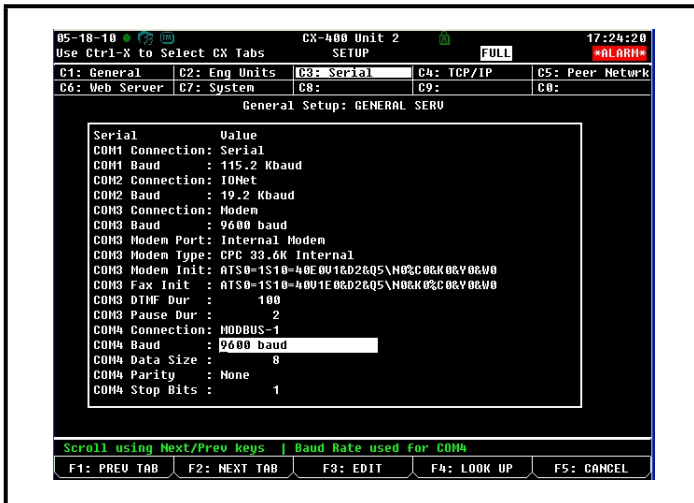 05-18-10 CX-400 Unit 2 17:24:20
Use Ctrl-X to Select CX Tabs SETUP FULL *ALARM*
C1: General C2: Eng Units C3: Serial C4: TCP/IP C5: Peer Netwrk
C6: Web Server C7: System C8: C9: C0:
General Setup: GENERAL SERV
Serial Value
COM1 Connection: Serial
COM1 Baud : 115.2 Kbaud
COM2 Connection: IONet
COM2 Baud : 19.2 Kbaud
COM3 Connection: Modem
COM3 Baud : 9600 baud
COM3 Modem Port: Internal Modem
COM3 Modem Type: CPC 33.6K Internal
COM3 Modem Init: ATS0=1S10=40E0V1&D2&Q5\N0%C0&K0&Y0&W0
COM3 Fax Init : ATS0=1S10=40V1E0&D2&Q5\N0&K0%C0&Y0&W0
COM3 DTMF Dur : 100
COM3 Pause Dur : 2
COM4 Connection: MODBUS-1
COM4 Baud : 9600 baud
COM4 Data Size : 8
COM4 Parity : None
COM4 Stop Bits : 1
Scroll using Next/Prev keys | Baud Rate used for COM4
F1: PREV TAB F2: NEXT TAB F3: EDIT F4: LOOK UP F5: CANCEL